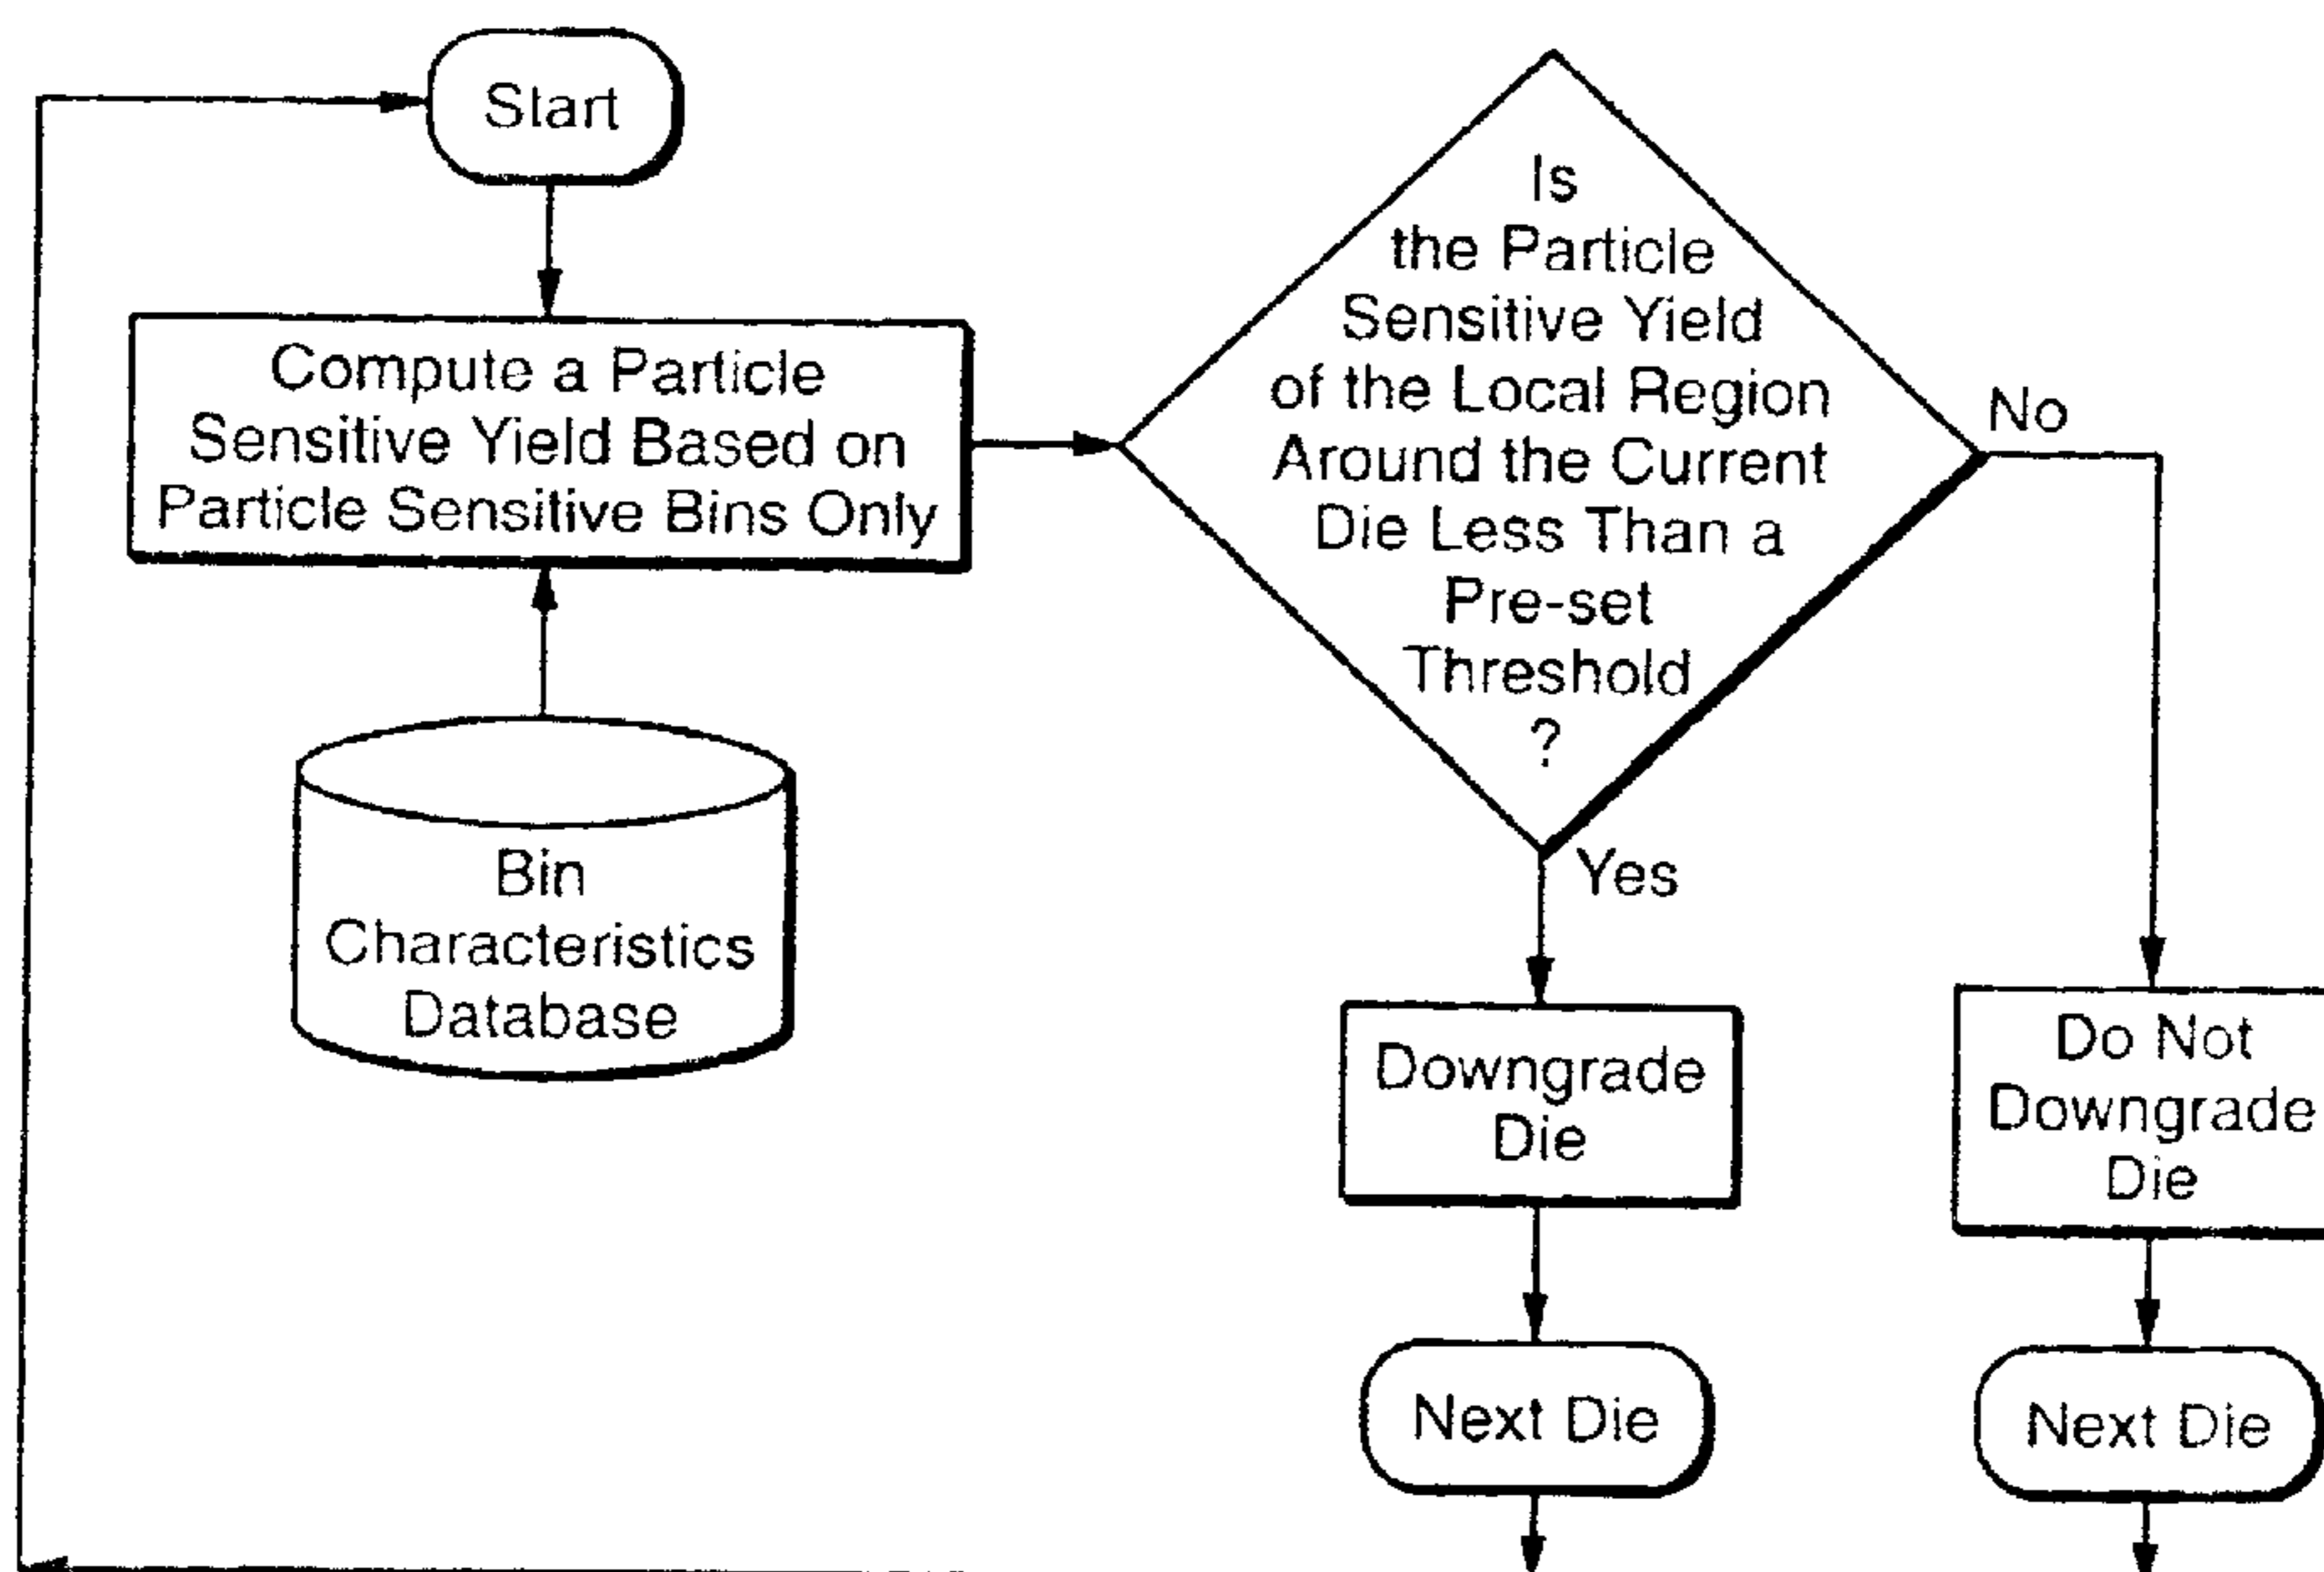 Start
Compute a Particle
Sensitive Yield Based on
Particle Sensitive Bins Only
Bin
Characteristics
Database
Is
the Particle
Sensitive Yield
of the Local Region
Around the Current
Die Less Than a
Pre-set
Threshold
?
No
Yes
Downgrade
Die
Do Not
Downgrade
Die
Next Die
Next Die